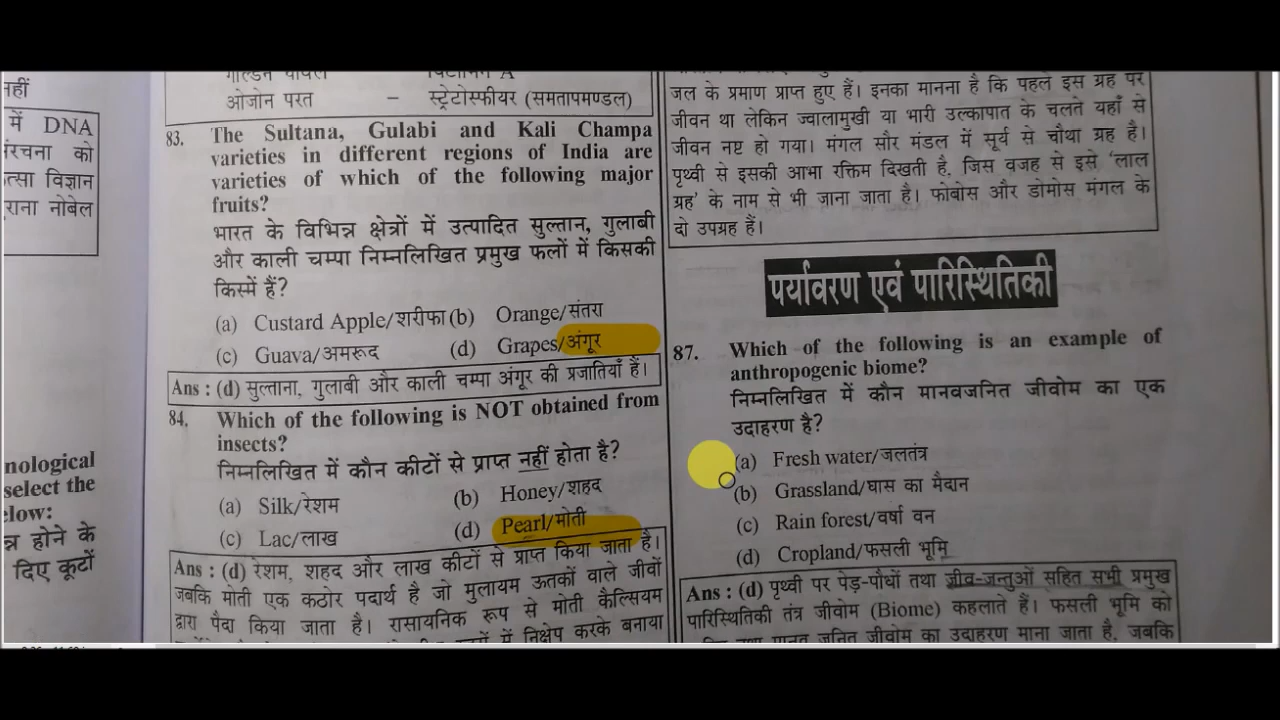 नहीं
में DNA
संरचना को
त्सा विज्ञान
राना नोबेल
nological
select the
elow:
न्न होने के
दिए कूटों
ओजोन परत – स्ट्रेटोस्फीयर (समतापमण्डल)
83. The Sultana, Gulabi and Kali Champa
varieties in different regions of India are
varieties of which of the following major
fruits?
भारत के विभिन्न क्षेत्रों में उत्पादित सुल्तान, गुलाबी
और काली चम्पा निम्नलिखित प्रमुख फलों में किसकी
किस्में हैं?
(a) Custard Apple/शरीफा (b) Orange/संतरा
(c) Guava/अमरूद (d) Grapes/अंगूर
Ans : (d) सुल्ताना, गुलाबी और काली चम्पा अंगूर की प्रजातियाँ हैं।
84. Which of the following is NOT obtained from
insects?
निम्नलिखित में कौन कीटों से प्राप्त नहीं होता है?
(a) Silk/रेशम (b) Honey/शहद
(c) Lac/लाख (d) Pearl/मोती
Ans : (d) रेशम, शहद और लाख कीटों से प्राप्त किया जाता है।
जबकि मोती एक कठोर पदार्थ है जो मुलायम ऊतकों वाले जीवों
द्वारा पैदा किया जाता है। रासायनिक रूप से मोती कैल्सियम
में निक्षेप करके बनाया
जल के प्रमाण प्राप्त हुए हैं। इनका मानना है कि पहले इस ग्रह पर
जीवन था लेकिन ज्वालामुखी या भारी उल्कापात के चलते यहाँ से
जीवन नष्ट हो गया। मंगल सौर मंडल में सूर्य से चौथा ग्रह है।
पृथ्वी से इसकी आभा रक्तिम दिखती है, जिस वजह से इसे 'लाल
ग्रह' के नाम से भी जाना जाता है। फोबोस और डोमोस मंगल के
दो उपग्रह हैं।
पर्यावरण एवं पारिस्थितिकी
87. Which of the following is an example of
anthropogenic biome?
निम्नलिखित में कौन मानवजनित जीवोम का एक
उदाहरण है?
(a) Fresh water/जलतंत्र
(b) Grassland/घास का मैदान
(c) Rain forest/वर्षा वन
(d) Cropland/फसली भूमि
Ans : (d) पृथ्वी पर पेड़-पौधों तथा जीव-जन्तुओं सहित सभी प्रमुख
पारिस्थितिकी तंत्र जीवोम (Biome) कहलाते हैं। फसली भूमि को
जनित जीवोम का उदाहरण माना जाता है, जबकि